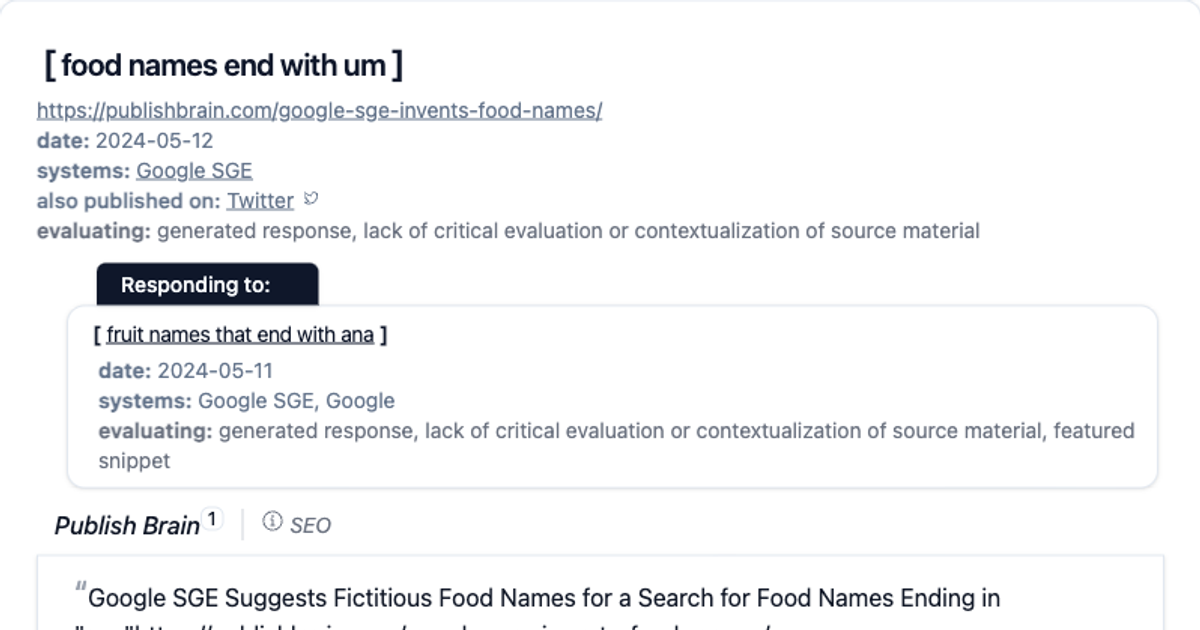 [ food names end with um ]
https://publishbrain.com/google-sge-invents-food-names/
date: 2024-05-12
systems: Google SGE
also published on: Twitter
evaluating: generated response, lack of critical evaluation or contextualization of source material
Responding to:
[ fruit names that end with ana ]
date: 2024-05-11
systems: Google SGE, Google
evaluating: generated response, lack of critical evaluation or contextualization of source material, featured
snippet
Publish Brain 1 SEO
“Google SGE Suggests Fictitious Food Names for a Search for Food Names Ending in